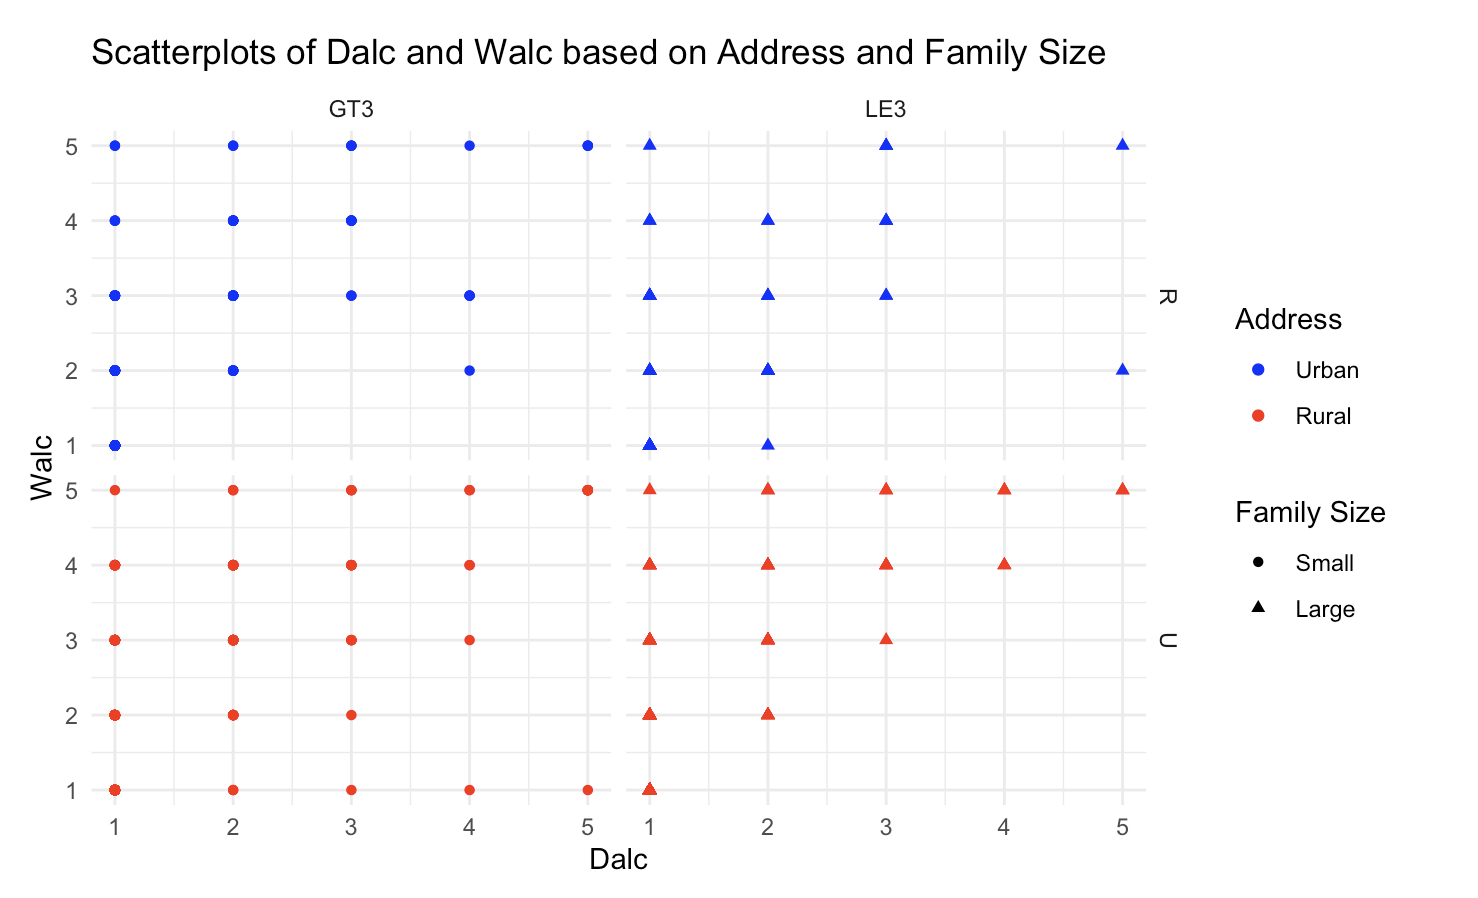 Scatterplots of Dalc and Walc based on Address and Family Size
GT3
LE3
5
4
3
2
1
R
5
4
3
2
1
U
Walc
1 2 3 4 5
1 2 3 4 5
Dalc
Address
Urban
Rural
Family Size
Small
Large